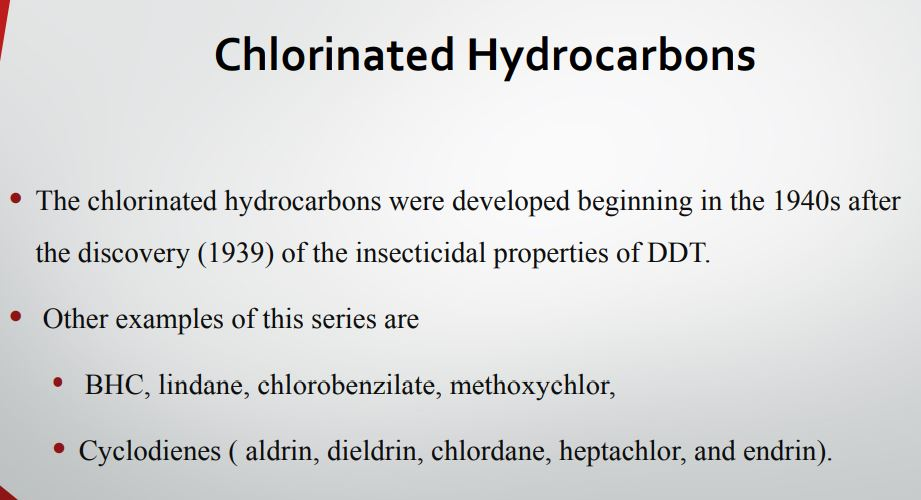 Chlorinated Hydrocarbons
• The chlorinated hydrocarbons were developed beginning in the 1940s after
the discovery (1939) of the insecticidal properties of DDT.
• Other examples of this series are
• BHC, lindane, chlorobenzilate, methoxychlor,
• Cyclodienes ( aldrin, dieldrin, chlordane, heptachlor, and endrin).